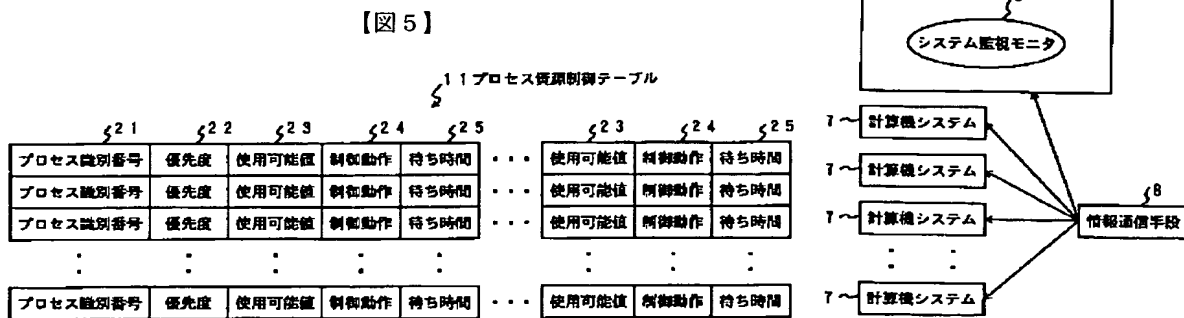 【図5】
システム監視モニタ
11プロセス資源制御テーブル
21 22 23 24 25 23 24 25
プロセス識別番号 優先度 使用可能値 制御動作 待ち時間 ・・・ 使用可能値 制御動作 待ち時間
プロセス識別番号 優先度 使用可能値 制御動作 待ち時間 使用可能値 制御動作 待ち時間
プロセス識別番号 優先度 使用可能値 制御動作 待ち時間 使用可能値 制御動作 待ち時間
プロセス識別番号 優先度 使用可能値 制御動作 待ち時間 ・・・ 使用可能値 制御動作 待ち時間
7〜 計算機システム
7〜 計算機システム
8
7〜 計算機システム
情報通信手段
7〜 計算機システム